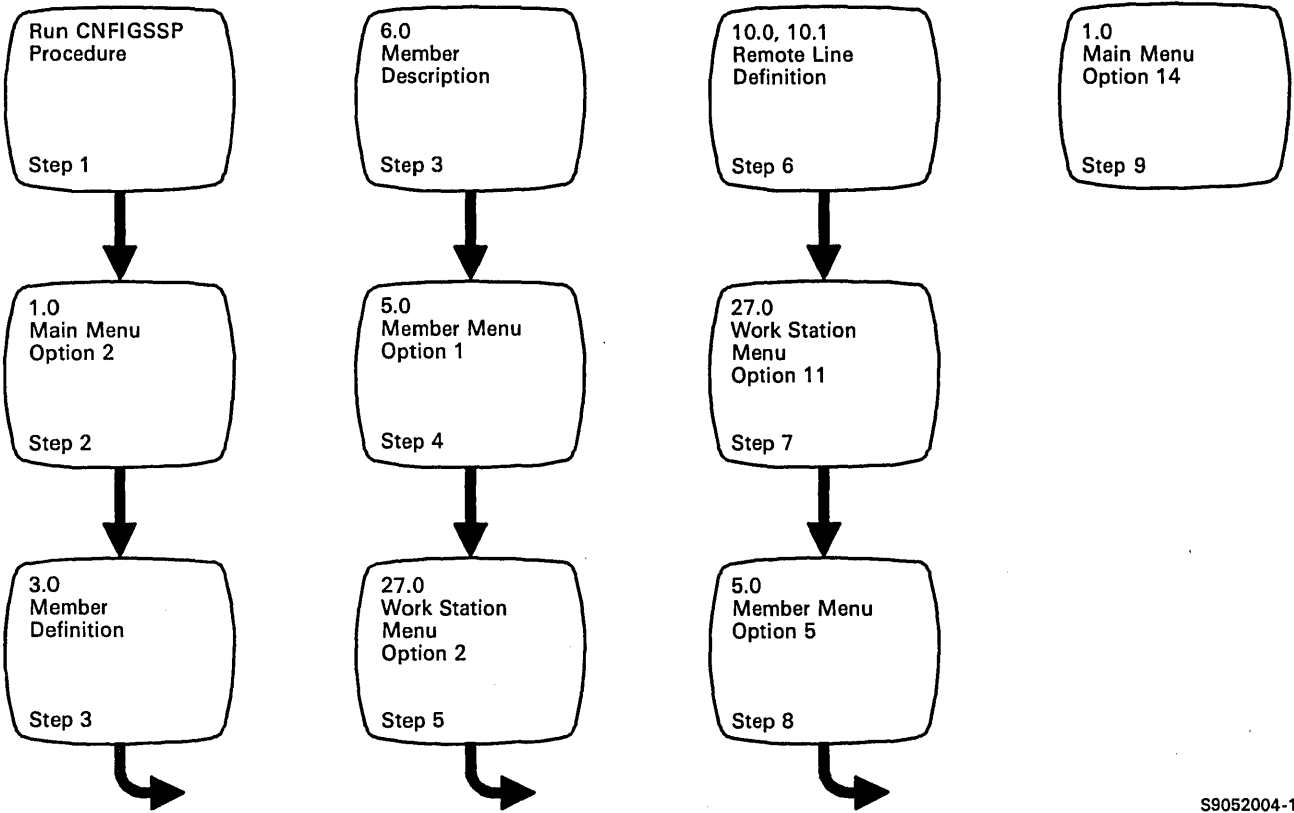 Run CNFIGSSP
Procedure
Step 1
1.0
Main Menu
Option 2
Step 2
3.0
Member
Definition
Step 3
6.0
Member
Description
Step 3
5.0
Member Menu
Option 1
Step 4
27.0
Work Station
Menu
Option 2
Step 5
10.0, 10.1
Remote Line
Definition
Step 6
27.0
Work Station
Menu
Option 11
Step 7
5.0
Member Menu
Option 5
Step 8
1.0
Main Menu
Option 14
Step 9
S9052004-1